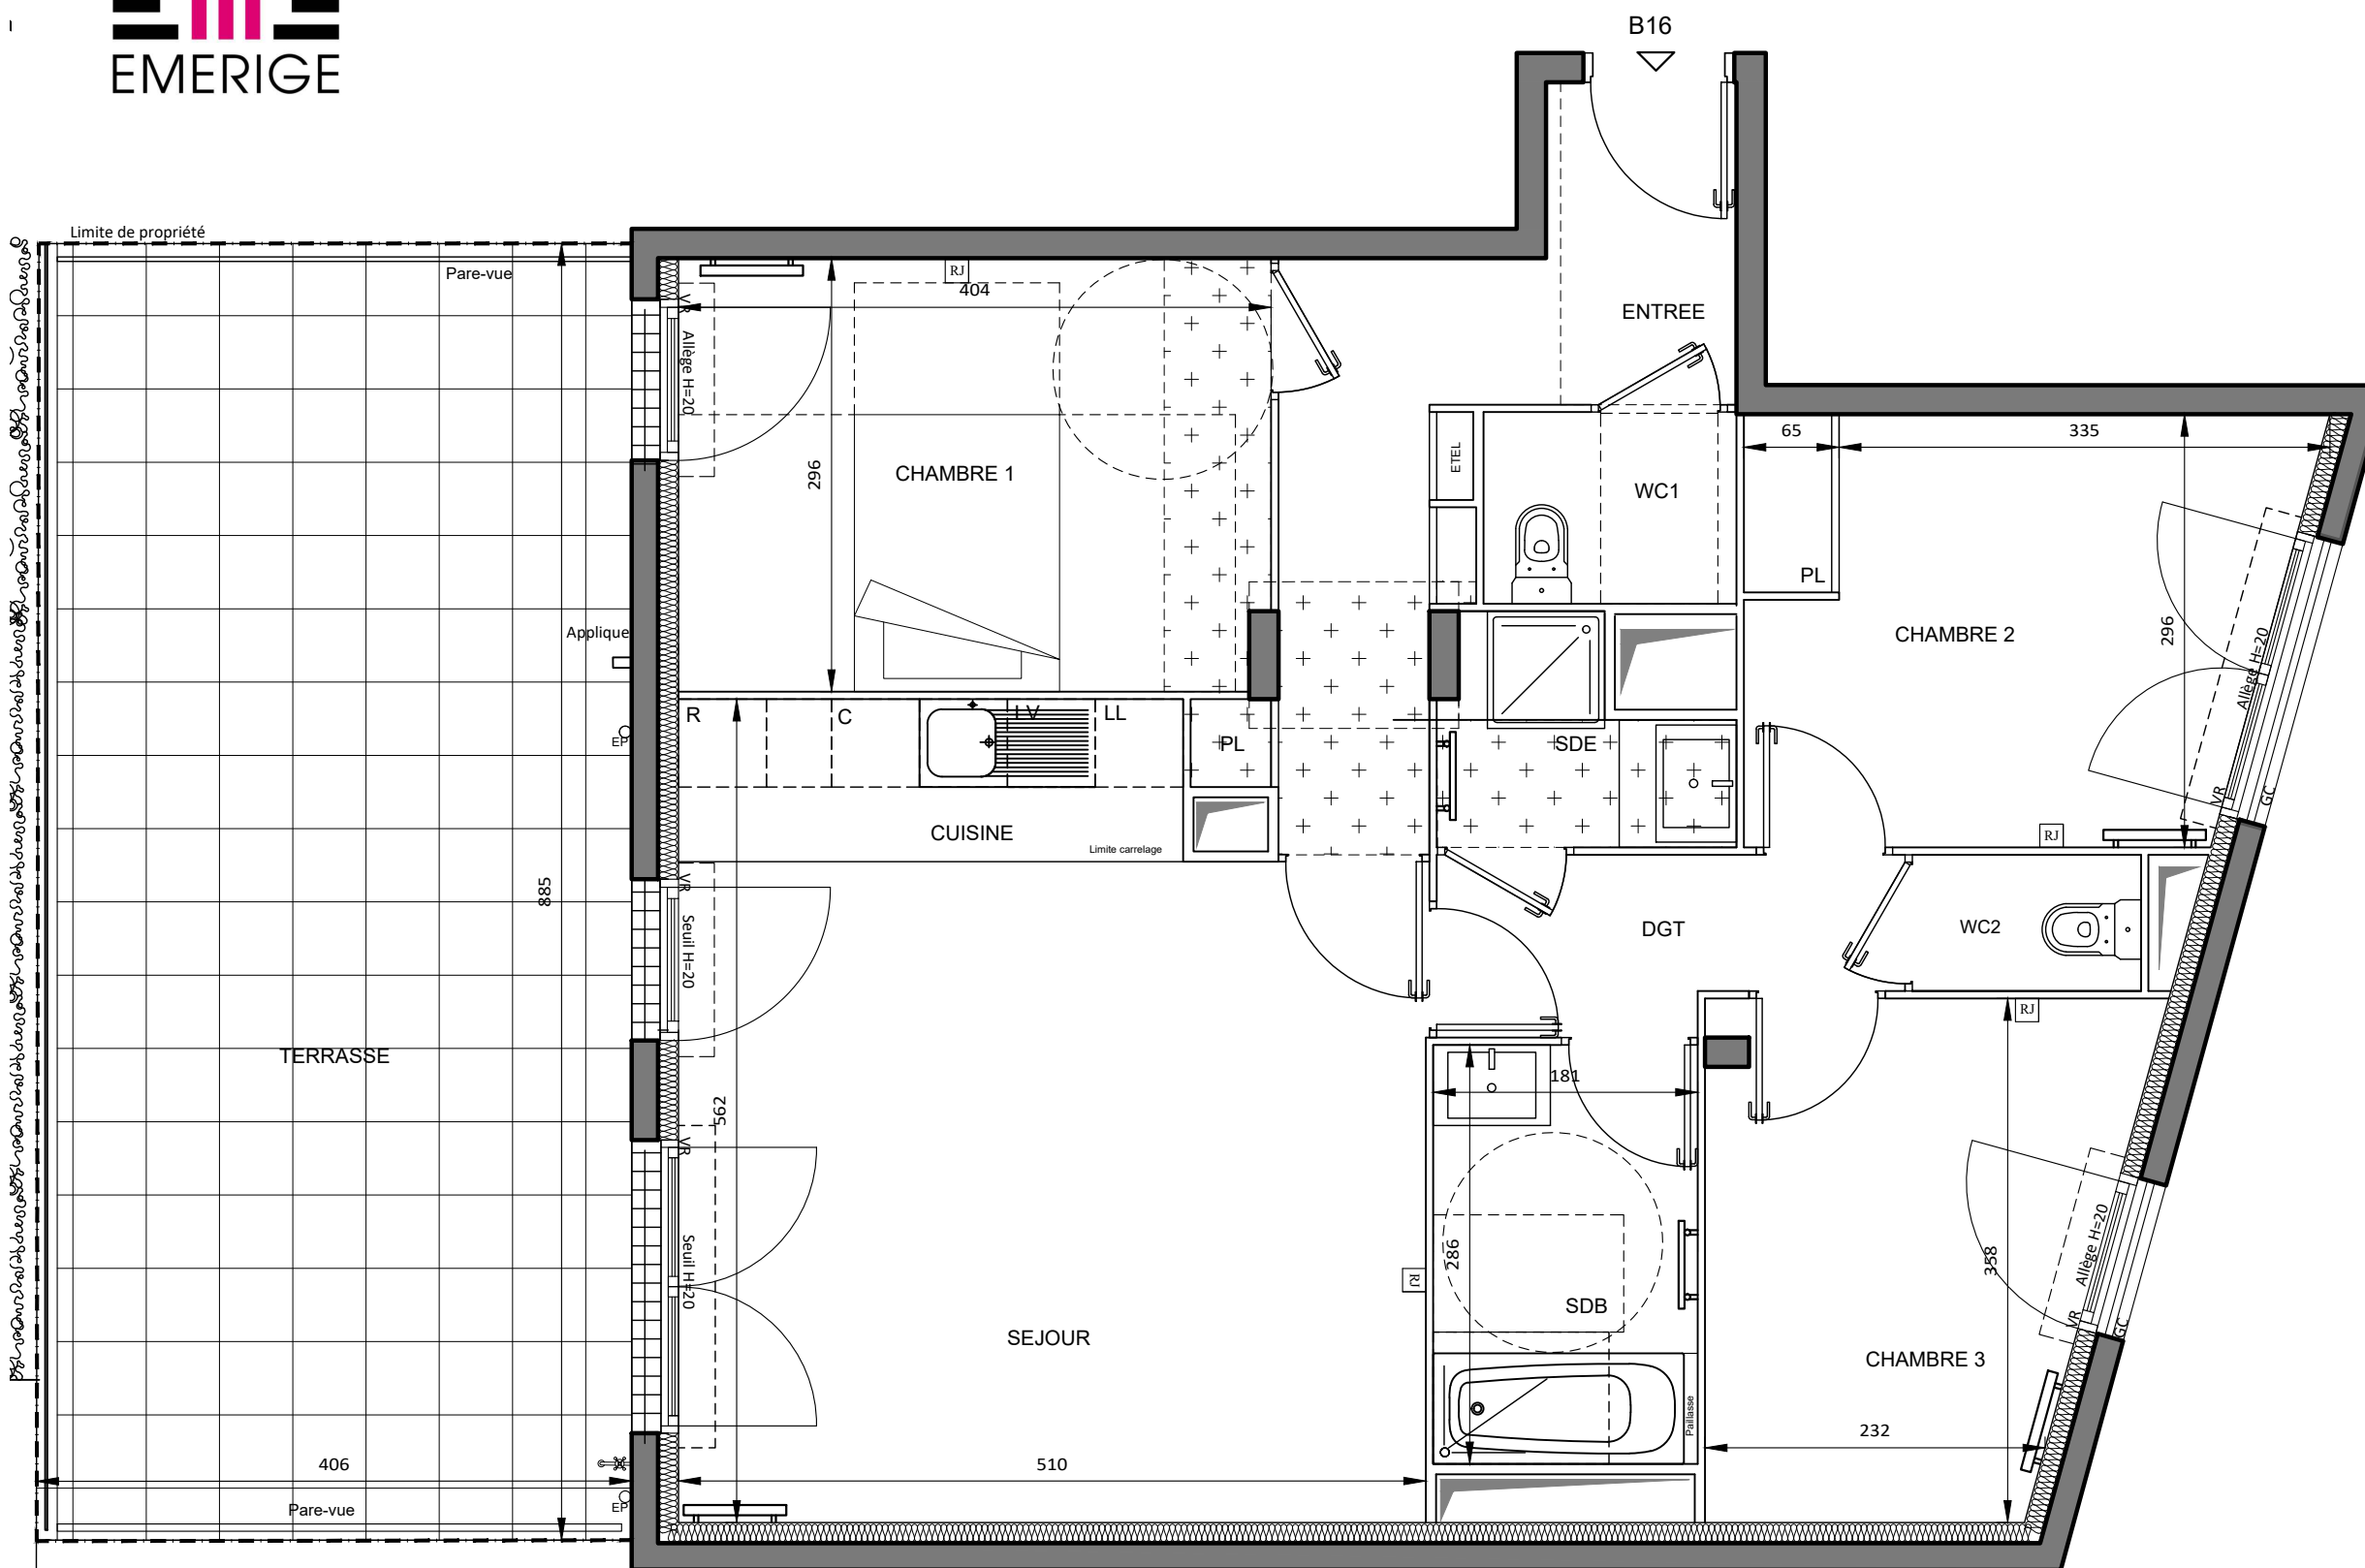 EMERIGE
B16
Limite de propriété
Pare-vue
RJ
404
VR
Allège H=20
ENTREE
296
CHAMBRE 1
ETEL
WC1
65
335
PL
CHAMBRE 2
296
Allège H=20
VR
GC
RJ
Applique
EP
R
C
LV
LL
PL
SDE
CUISINE
Limite carrelage
885
VR
Seuil H=20
DGT
WC2
RJ
TERRASSE
562
VR
Seuil H=20
181
286
RJ
SDB
358
Allège H=20
VR
GC
SEJOUR
CHAMBRE 3
Paillasse
232
406
510
EP
Pare-vue